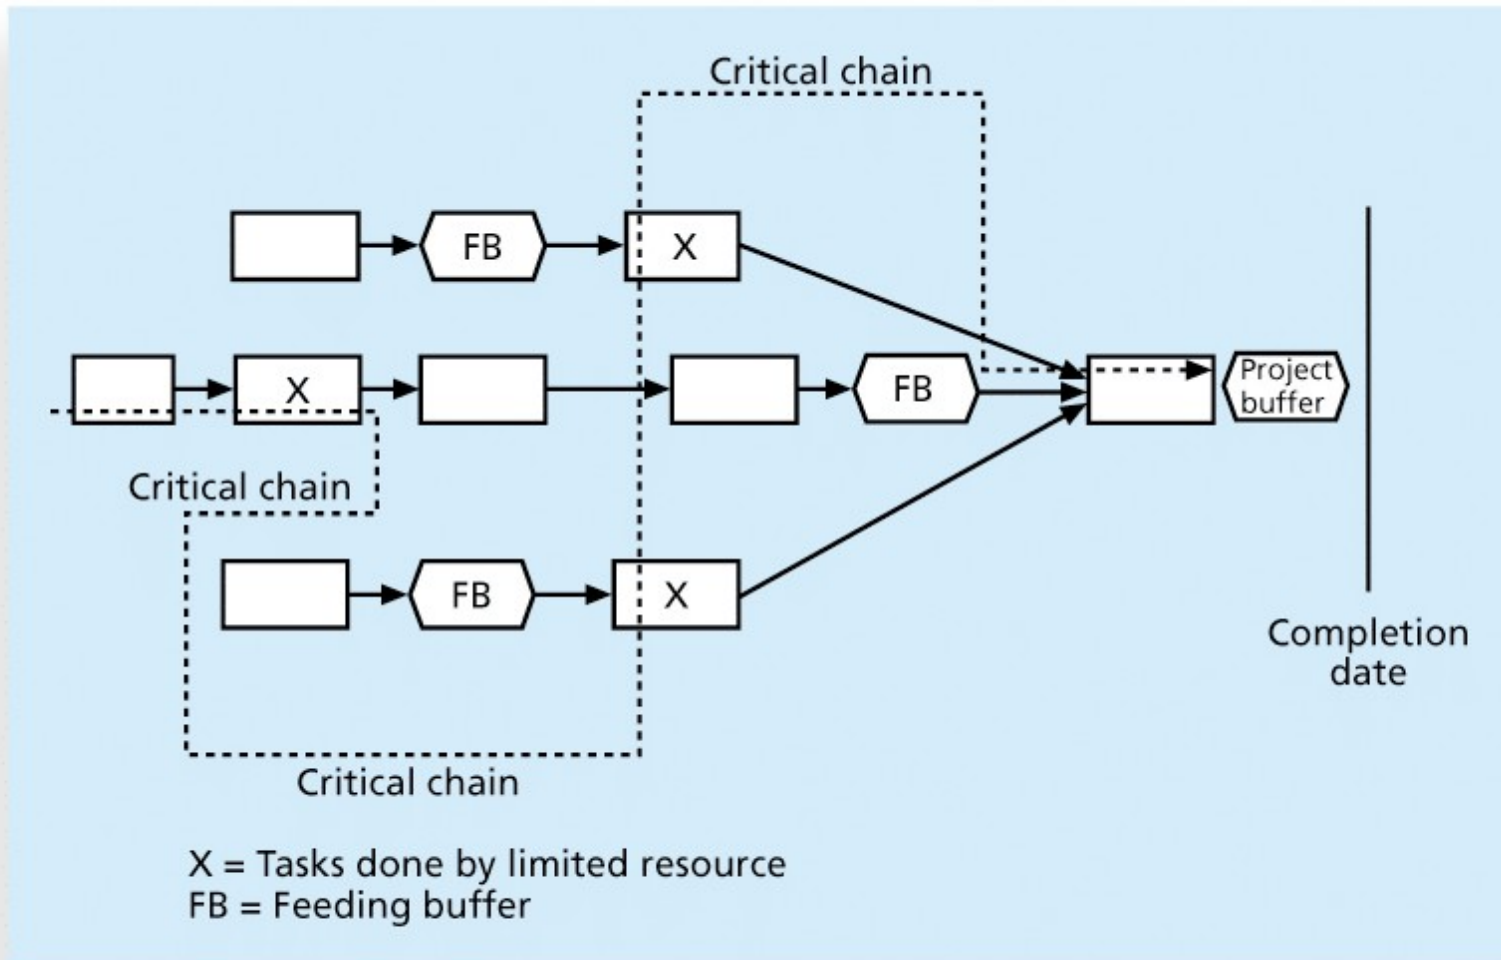 Critical chain
FB
X
X
FB
Project
buffer
Critical chain
FB
X
Completion
date
Critical chain
X = Tasks done by limited resource
FB = Feeding buffer